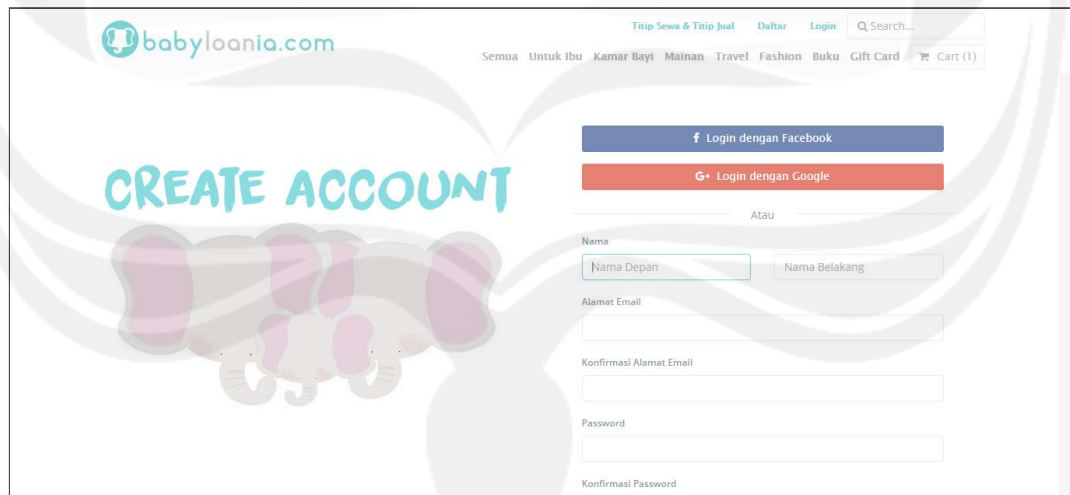 babyloania.com
Titip Sewa & Titip Jual Daftar Login Search...
Semua Untuk Ibu Kamar Bayi Mainan Travel Fashion Buku Gift Card Cart (1)
f Login dengan Facebook
G+ Login dengan Google
CREATE ACCOUNT
Atau
Nama
Nama Depan Nama Belakang
Alamat Email
Konfirmasi Alamat Email
Password
Konfirmasi Password